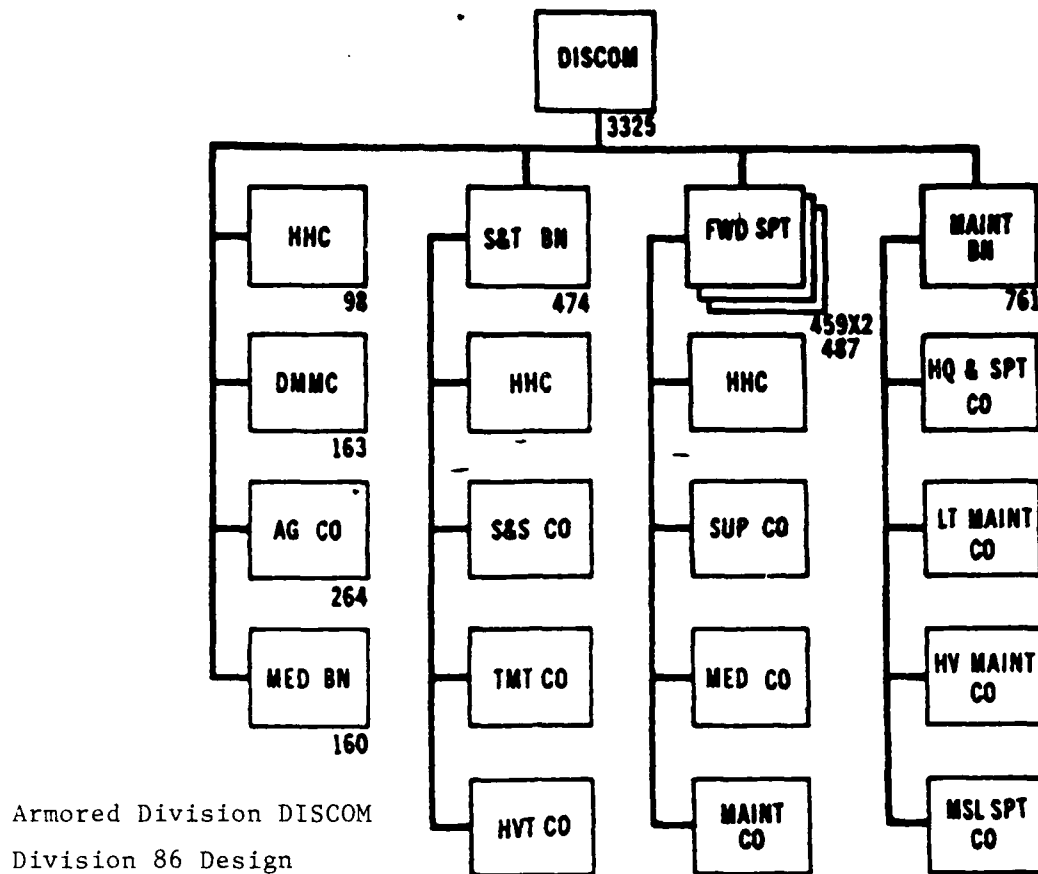 DISCOM
3325
HHC
98
DMMC
163
AG CO
264
MED BN
160
S&T BN
474
HHC
S&S CO
TMT CO
HVT CO
FWD SPT
459X2
487
HHC
SUP CO
MED CO
MAINT
CO
MAINT
BN
761
HQ & SPT
CO
LT MAINT
CO
HV MAINT
CO
MSL SPT
CO
Armored Division DISCOM
Division 86 Design